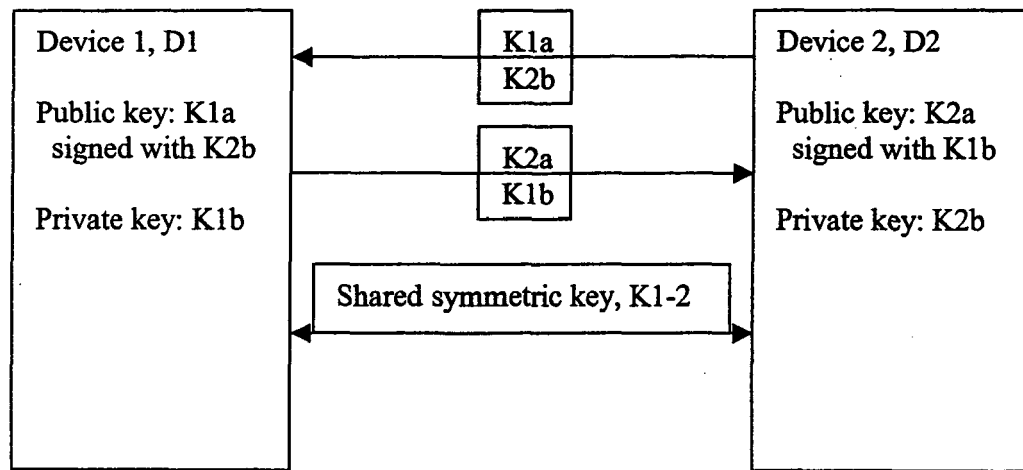 Device 1, D1
Public key: K1a
signed with K2b
Private key: K1b
K1a
K2b
K2a
K1b
Shared symmetric key, K1-2
Device 2, D2
Public key: K2a
signed with K1b
Private key: K2b